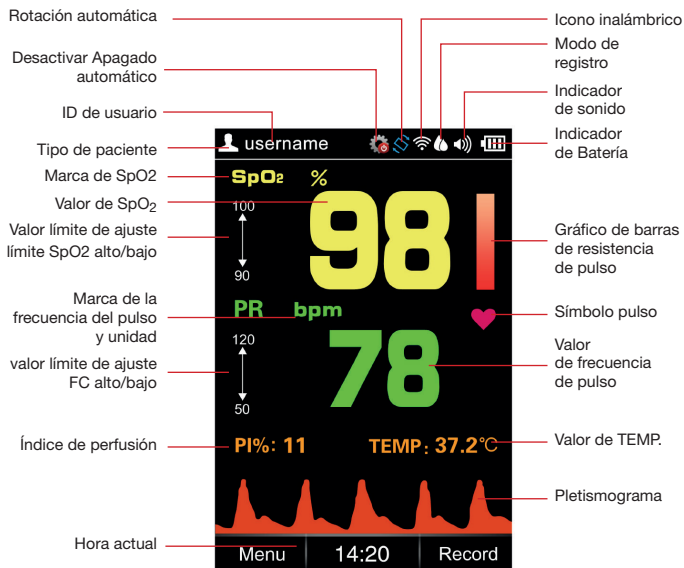 Rotación automática
Desactivar Apagado
automático
ID de usuario
Tipo de paciente
Marca de SpO2
Valor de SpO2
Valor límite de ajuste
límite SpO2 alto/bajo
Marca de la
frecuencia del pulso
y unidad
valor límite de ajuste
FC alto/bajo
Índice de perfusión
Hora actual
username
SpO2 %
100
98
90
PR bpm
120
78
50
PI%: 11 TEMP: 37.2°C
Menu 14:20 Record
Icono inalámbrico
Modo de
registro
Indicador
de sonido
Indicador
de Batería
Gráfico de barras
de resistencia
de pulso
Símbolo pulso
Valor
de frecuencia
de pulso
Valor de TEMP.
Pletismograma